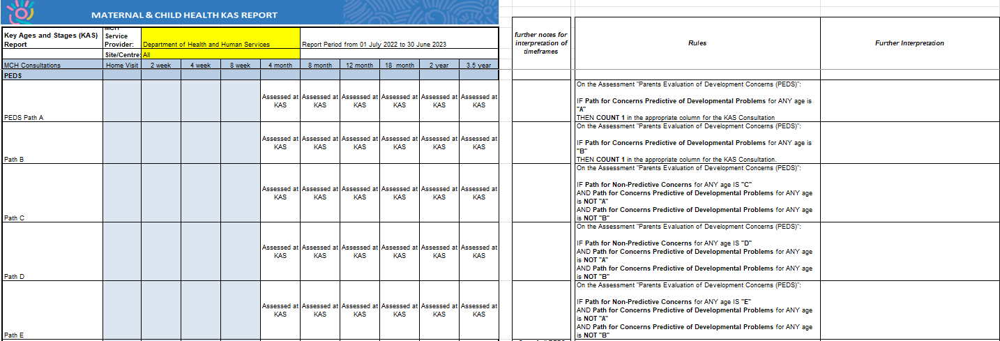 MATERNAL & CHILD HEALTH KAS REPORT
Key Ages and Stages (KAS)
Report
MCH
Service
Provider:
Department of Health and Human Services
Report Period from 01 July 2022 to 30 June 2023
Site/Centre:
All
MCH Consultations Home Visit 2 week 4 week 8 week 4 month 8 month 12 month 18 month 2 year 3.5 year
PEDS
further notes for
interpretation of
timeframes
Rules
Further Interpretation
Assessed at Assessed at Assessed at Assessed at Assessed at Assessed at
KAS KAS KAS KAS KAS KAS
PEDS Path A
On the Assessment "Parents Evaluation of Development Concerns (PEDS)":
IF Path for Concerns Predictive of Developmental Problems for ANY age is
"A"
THEN COUNT 1 in the appropriate column for the KAS Consultation
Assessed at Assessed at Assessed at Assessed at Assessed at Assessed at
KAS KAS KAS KAS KAS KAS
Path B
On the Assessment "Parents Evaluation of Development Concerns (PEDS)":
IF Path for Concerns Predictive of Developmental Problems for ANY age is
"B"
THEN COUNT 1 in the appropriate column for the KAS Consultation.
Assessed at Assessed at Assessed at Assessed at Assessed at Assessed at
KAS KAS KAS KAS KAS KAS
Path C
On the Assessment "Parents Evaluation of Development Concerns (PEDS)":
IF Path for Non-Predictive Concerns for ANY age IS "C"
AND Path for Concerns Predictive of Developmental Problems for ANY age
is NOT "A"
AND Path for Concerns Predictive of Developmental Problems for ANY age
is NOT "B"
Assessed at Assessed at Assessed at Assessed at Assessed at Assessed at
KAS KAS KAS KAS KAS KAS
Path D
On the Assessment "Parents Evaluation of Development Concerns (PEDS)":
IF Path for Non-Predictive Concerns for ANY age IS "D"
AND Path for Concerns Predictive of Developmental Problems for ANY age
is NOT "A"
AND Path for Concerns Predictive of Developmental Problems for ANY age
is NOT "B"
Assessed at Assessed at Assessed at Assessed at Assessed at Assessed at
KAS KAS KAS KAS KAS KAS
Path E
On the Assessment "Parents Evaluation of Development Concerns (PEDS)":
IF Path for Non-Predictive Concerns for ANY age IS "E"
AND Path for Concerns Predictive of Developmental Problems for ANY age
is NOT "A"
AND Path for Concerns Predictive of Developmental Problems for ANY age
is NOT "B"